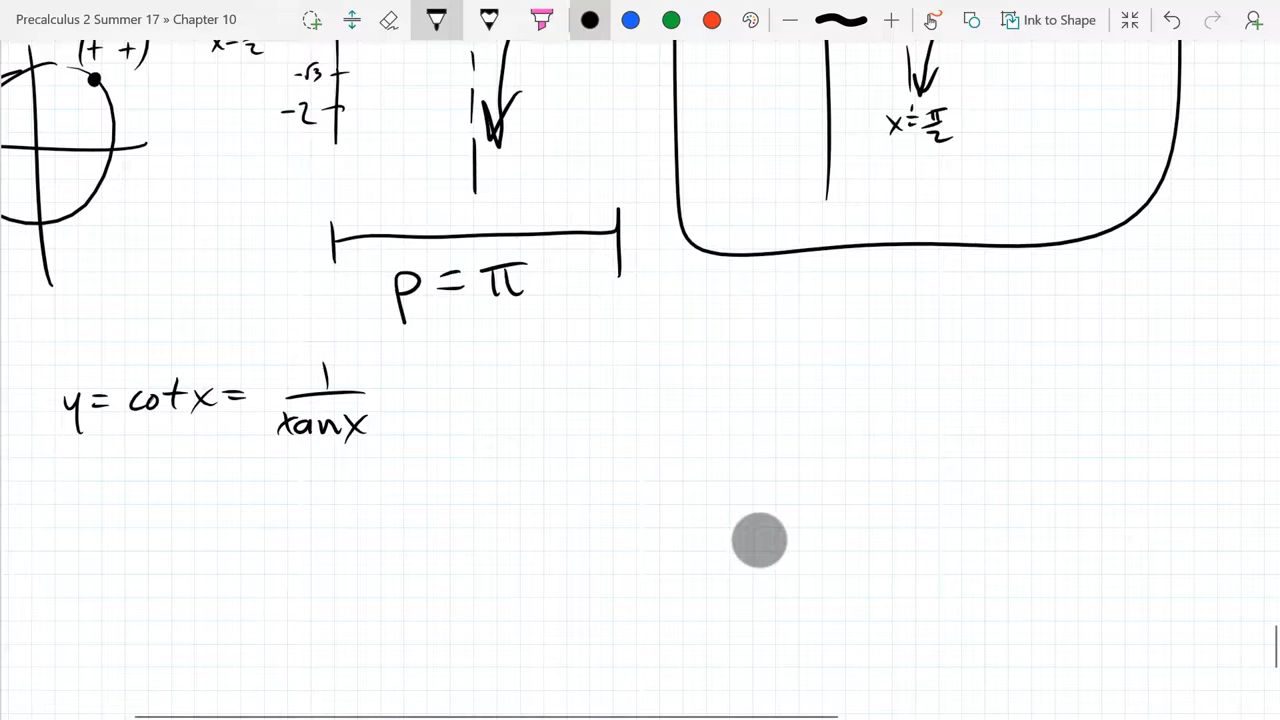 Precalculus 2 Summer 17 » Chapter 10
Ink to Shape
(+ +)
-√3
-2
x = π/2
p = π
y = cot x = 1/tan x